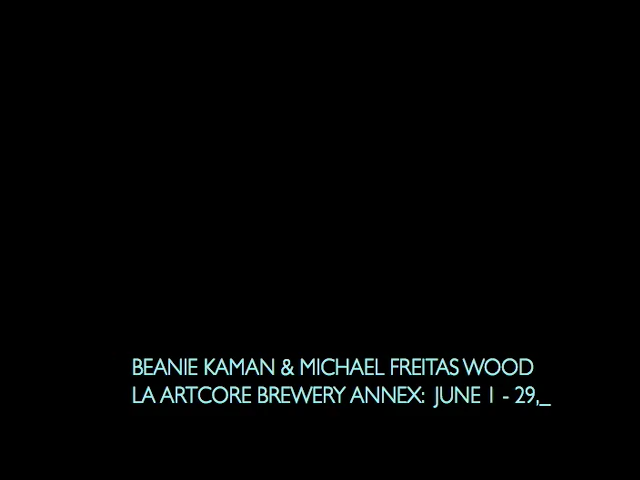 BEANIE KAMAN & MICHAEL FREITAS WOOD
LA ARTCORE BREWERY ANNEX:  JUNE 1 - 29,_